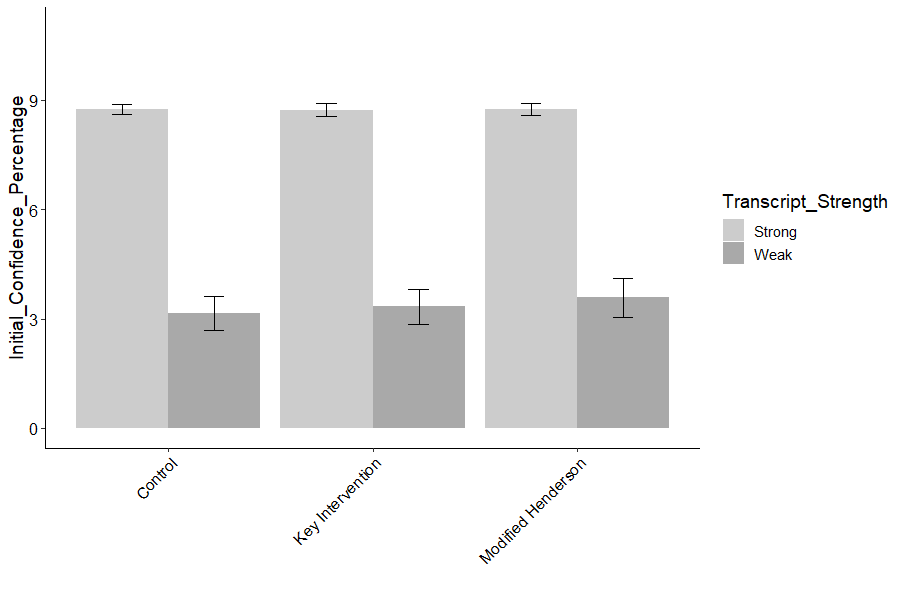 Initial_Confidence_Percentage
9
6
3
0
Control
Key Intervention
Modified Henderson
Transcript_Strength
Strong
Weak